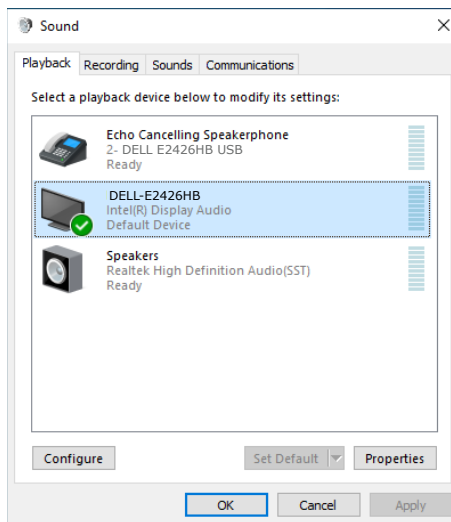 Sound
Playback Recording Sounds Communications
Select a playback device below to modify its settings:
Echo Cancelling Speakerphone
2- DELL E2426HB USB
Ready
DELL-E2426HB
Intel(R) Display Audio
Default Device
Speakers
Realtek High Definition Audio(SST)
Ready
Configure Set Default Properties
OK Cancel Apply